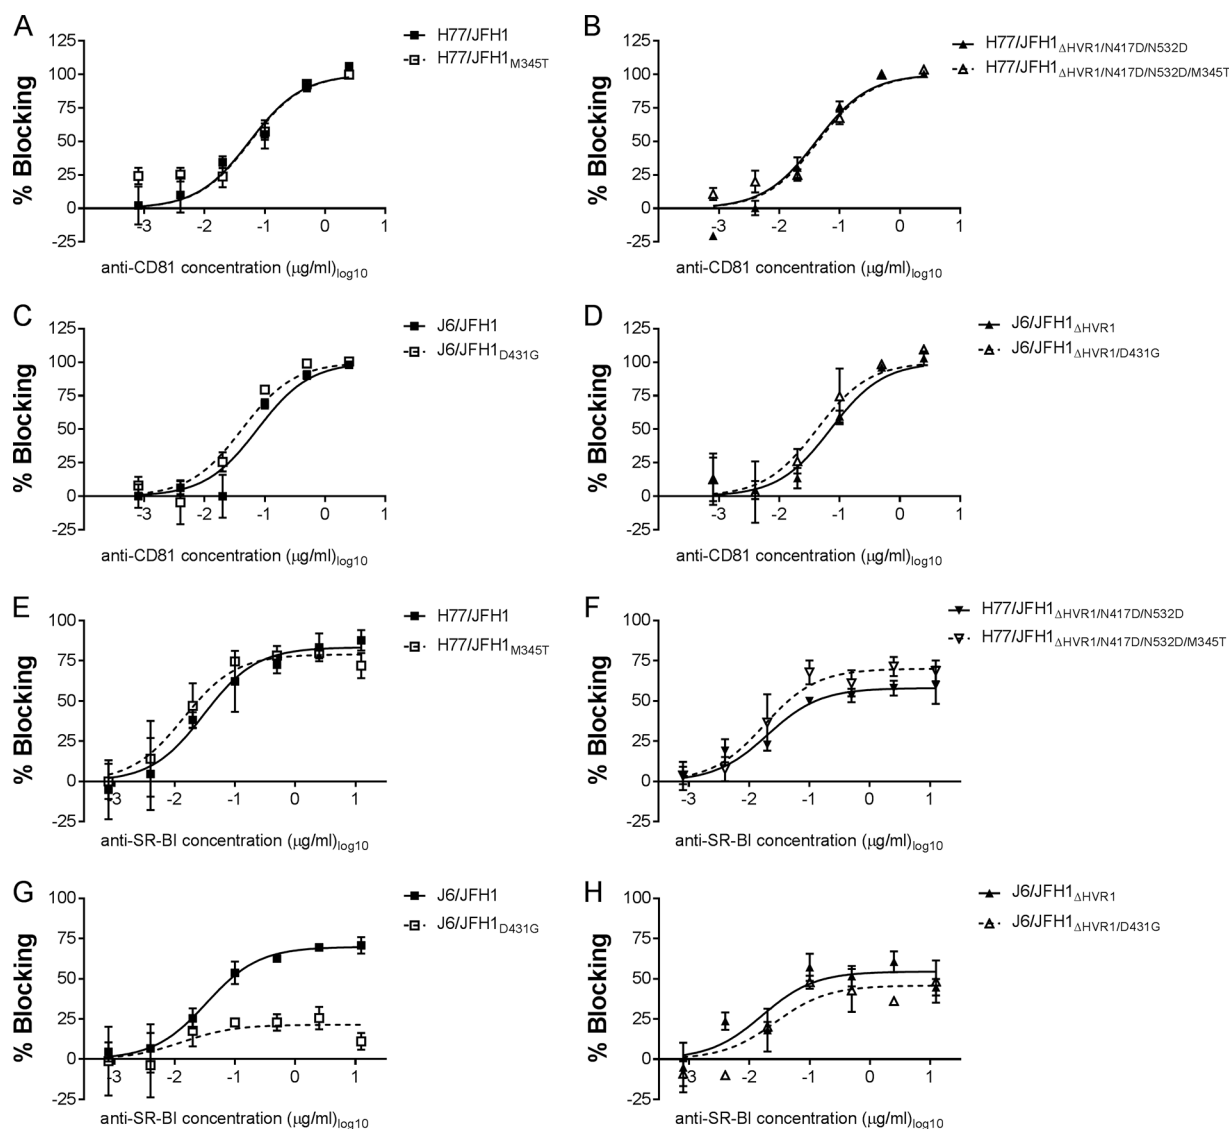 A
H77/JFH1
H77/JFH1M345T
% Blocking
125
100
75
50
25
0
-25
-3 -2 -1 0 1
anti-CD81 concentration (μg/ml)log10
B
H77/JFH1ΔHVR1/N417D/N532D
H77/JFH1ΔHVR1/N417D/N532D/M345T
% Blocking
125
100
75
50
25
0
-25
-3 -2 -1 0 1
anti-CD81 concentration (μg/ml)log10
C
J6/JFH1
J6/JFH1D431G
% Blocking
125
100
75
50
25
0
-25
-3 -2 -1 0 1
anti-CD81 concentration (μg/ml)log10
D
J6/JFH1ΔHVR1
J6/JFH1ΔHVR1/D431G
% Blocking
125
100
75
50
25
0
-25
-3 -2 -1 0 1
anti-CD81 concentration (μg/ml)log10
E
H77/JFH1
H77/JFH1M345T
% Blocking
100
75
50
25
0
-25
-3 -2 -1 0 1
anti-SR-BI concentration (μg/ml)log10
F
H77/JFH1ΔHVR1/N417D/N532D
H77/JFH1ΔHVR1/N417D/N532D/M345T
% Blocking
100
75
50
25
0
-25
-3 -2 -1 0 1
anti-SR-BI concentration (μg/ml)log10
G
J6/JFH1
J6/JFH1D431G
% Blocking
100
75
50
25
0
-25
-3 -2 -1 0 1
anti-SR-BI concentration (μg/ml)log10
H
J6/JFH1ΔHVR1
J6/JFH1ΔHVR1/D431G
% Blocking
100
75
50
25
0
-25
-3 -2 -1 0 1
anti-SR-BI concentration (μg/ml)log10